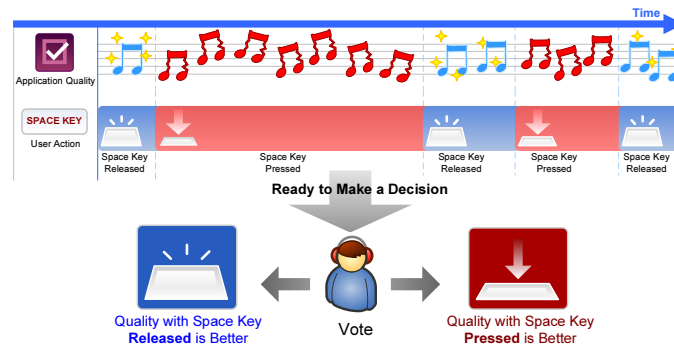 Time
Application Quality
SPACE KEY
User Action
Space Key
Released
Space Key
Pressed
Space Key
Released
Space Key
Pressed
Space Key
Released
Ready to Make a Decision
Quality with Space Key
Released is Better
Vote
Quality with Space Key
Pressed is Better